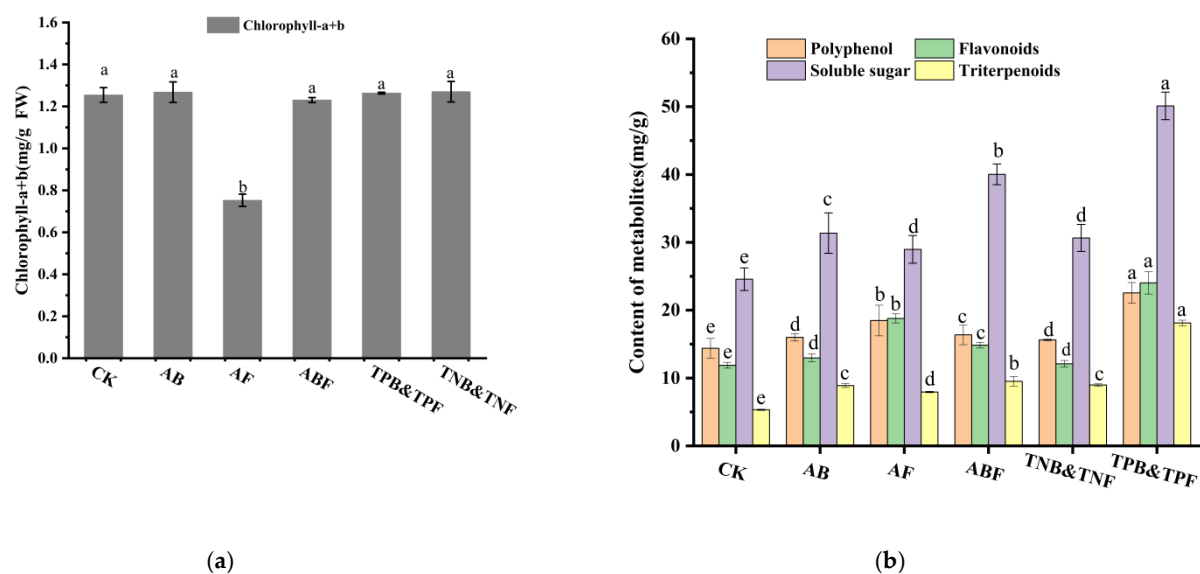 Chlorophyll-a+b(mg/g FW)
1.6
1.4
1.2
1.0
0.8
0.6
0.4
0.2
0.0
Chlorophyll-a+b
a
a
b
a
a
a
CK
AB
AF
ABF
TPB&TPF
TNB&TNF
(a)
Content of metabolites(mg/g)
60
50
40
30
20
10
0
Polyphenol Flavonoids
Soluble sugar Triterpenoids
e e e e
d d c c
b b d d
c c b b
d d d c
a a a a
CK
AB
AF
ABF
TNB&TNF
TPB&TPF
(b)